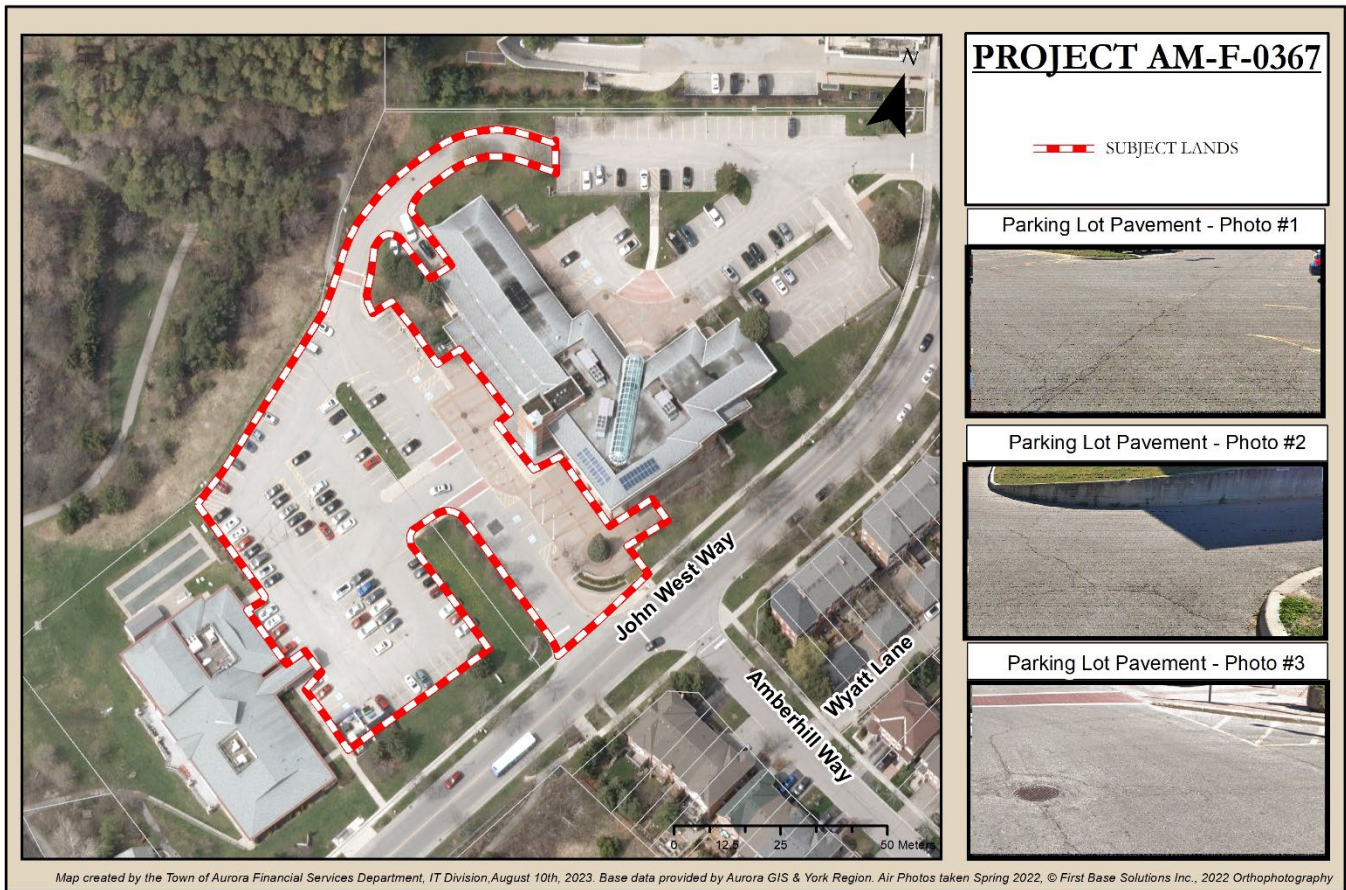 PROJECT AM-F-0367
SUBJECT LANDS
N
Parking Lot Pavement - Photo #1
Parking Lot Pavement - Photo #2
Parking Lot Pavement - Photo #3
John West Way
Amberhill Way
Wyatt Lane
0 12.5 25 50 Meters
Map created by the Town of Aurora Financial Services Department, IT Division,August 10th, 2023. Base data provided by Aurora GIS & York Region. Air Photos taken Spring 2022, © First Base Solutions Inc., 2022 Orthophotography